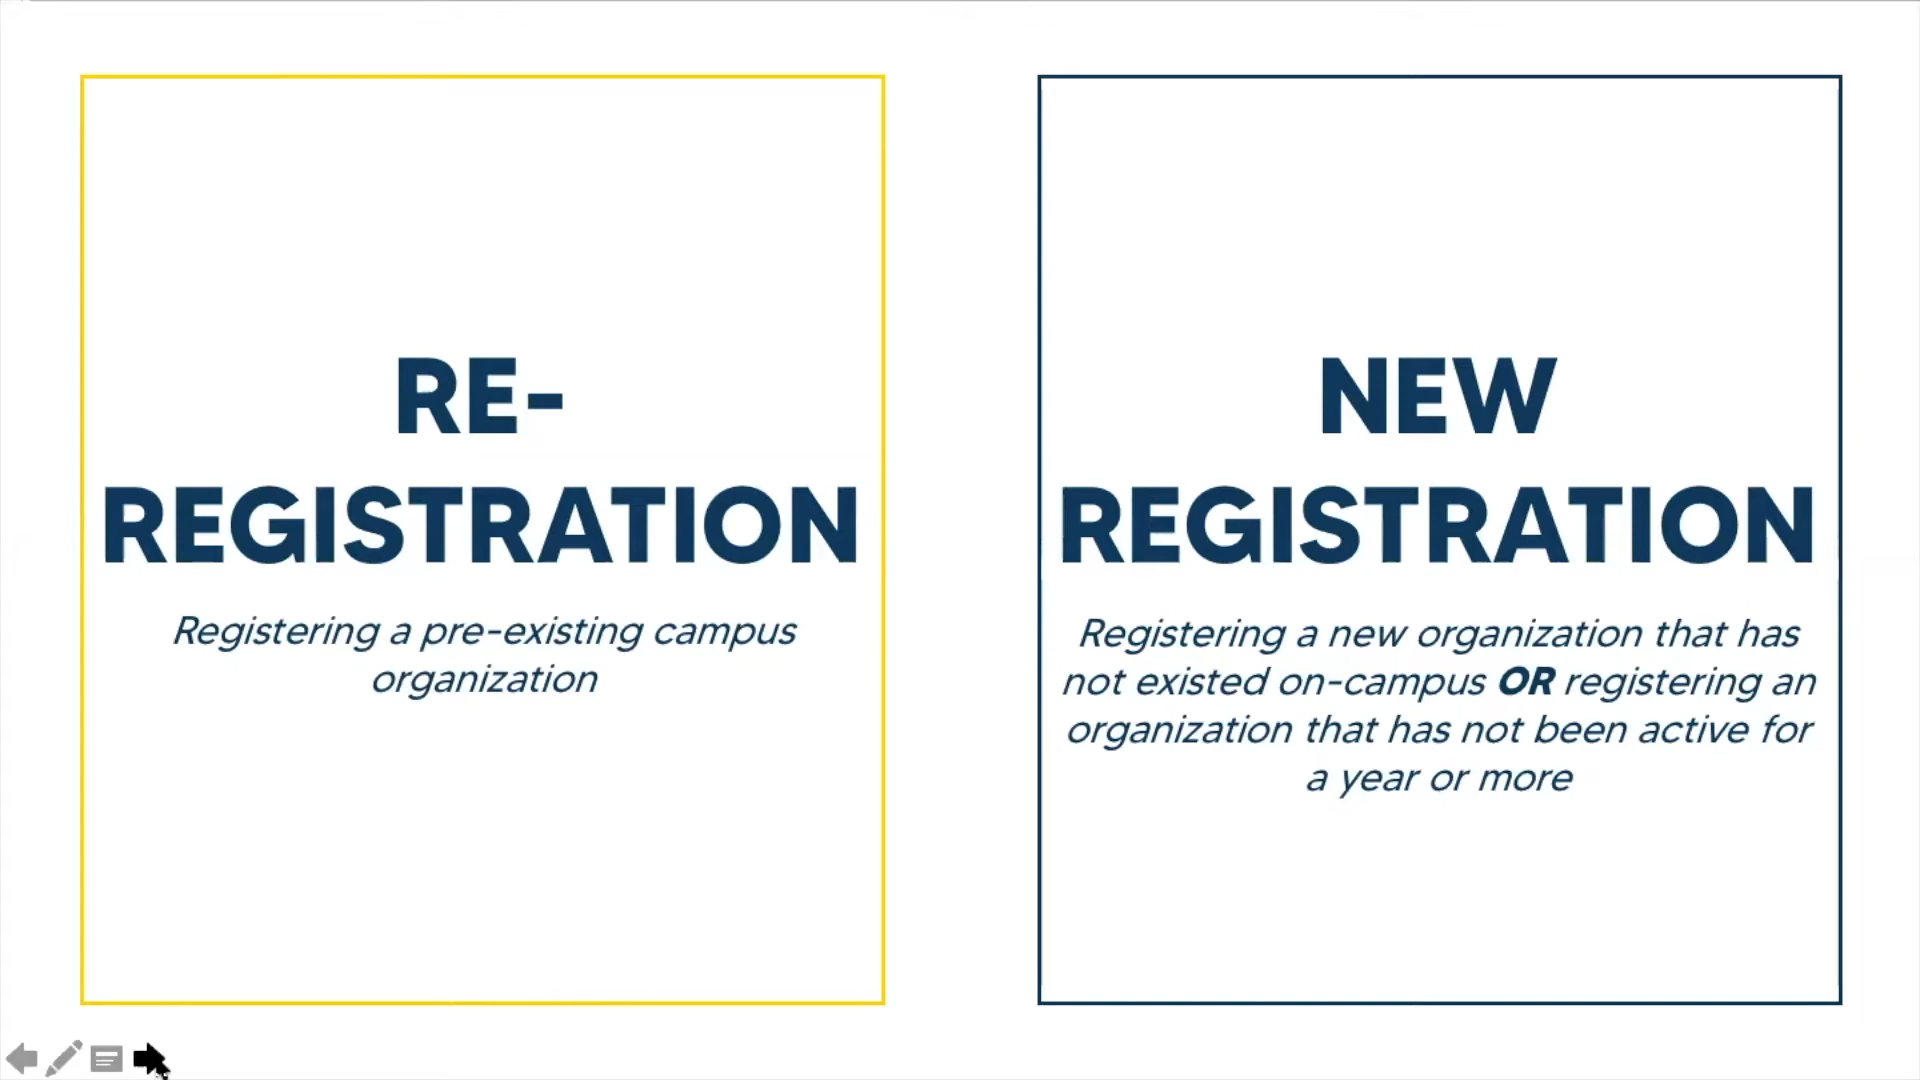 RE-
REGISTRATION
Registering a pre-existing campus
organization
NEW
REGISTRATION
Registering a new organization that has
not existed on-campus OR registering an
organization that has not been active for
a year or more